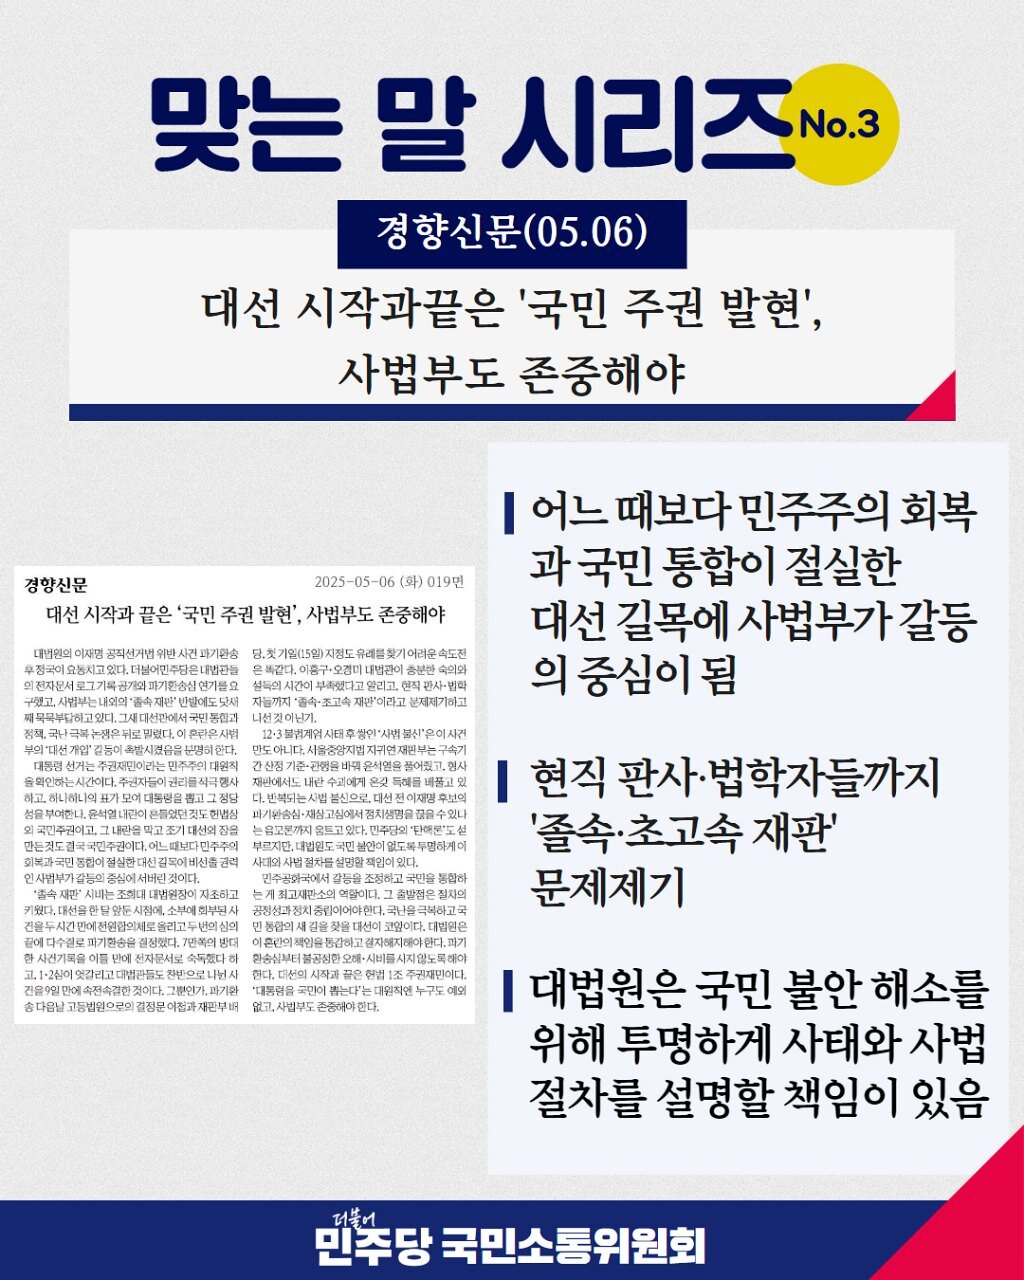 맞는 말 시리즈 No.3
경향신문(05.06)
대선 시작과끝은 '국민 주권 발현',
사법부도 존중해야
경향신문
2025-05-06 (화) 019면
대선 시작과 끝은 ‘국민 주권 발현’, 사법부도 존중해야
대법원의 이재명 공직선거법 위반 사건 파기환송
후 정국이 요동치고 있다. 더불어민주당은 대법관들
의 전자문서 로그 기록 공개와 파기환송심 연기를 요
구했고, 사법부는 내외의 ‘졸속 재판’ 반발에도 닷새
째 묵묵부답하고 있다. 그새 대선판에서 국민 통합과
정책, 국난 극복 논쟁은 뒤로 밀렸다. 이 혼란은 사법
부의 ‘대선 개입’ 갈등이 촉발시켰음을 분명히 한다.
대통령 선거는 주권재민이라는 민주주의 대원칙
을 확인하는 시간이다. 주권자들이 권리를 적극 행사
하고, 하나하나의 표가 모여 대통령을 뽑고 그 정당
성을 부여한다. 윤석열 내란이 흔들었던 것도 헌법상
의 국민주권이고, 그 내란을 막고 조기 대선의 장을
만든 것도 결국 국민주권이다. 어느 때보다 민주주의
회복과 국민 통합이 절실한 대선 길목에 비선출 권력
인 사법부가 갈등의 중심에 서버린 것이다.
‘졸속 재판’ 시비는 조희대 대법원장이 자초하고
키웠다. 대선을 한 달 앞둔 시점에, 소부에 회부된 사
건을 두 시간 만에 전원합의체로 올리고 두 번의 심의
끝에 다수결로 파기환송을 결정했다. 7만쪽의 방대
한 사건기록을 이틀 만에 전자문서로 숙독했다 하
고, 1·2심이 엇갈리고 대법관들도 찬반으로 나뉜 사
건을 9일 만에 속전속결한 것이다. 그뿐인가. 파기환
송 다음날 고등법원으로의 결정문 이첩과 재판부 배
당, 첫 기일(15일) 지정도 유례를 찾기 어려운 속도전
은 똑같다. 이흥구·오경미 대법관이 충분한 숙의와
설득의 시간이 부족했다고 알리고, 현직 판사·법학
자들까지 ‘졸속·초고속 재판’이라고 문제제기하고
나선 것 아닌가.
12·3 불법계엄 사태 후 쌓인 ‘사법 불신’은 이 사건
만도 아니다. 서울중앙지법 지귀연 재판부는 구속기
간 산정 기준·관행을 바꿔 윤석열을 풀어줬고, 형사
재판에서도 내란 수괴에게 온갖 특혜를 베풀고 있
다. 반복되는 사법 불신으로, 대선 전 이재명 후보의
파기환송심·재상고심에서 정치생명을 끊을 수 있다
는 음모론까지 움트고 있다. 민주당의 ‘탄핵론’도 섣
부르지만, 대법원도 국민 불안이 없도록 투명하게 이
사태와 사법 절차를 설명할 책임이 있다.
민주공화국에서 갈등을 조정하고 국민을 통합하
는 게 최고재판소의 역할이다. 그 출발점은 절차의
공정성과 정치 중립이어야 한다. 국난을 극복하고 국
민 통합의 새 길을 찾을 대선이 코앞이다. 대법원은
이 혼란의 책임을 통감하고 결자해지해야 한다. 파기
환송심부터 불공정한 오해·시비를 사지 않도록 해야
한다. 대선의 시작과 끝은 헌법 1조 주권재민이다.
‘대통령을 국민이 뽑는다’는 대원칙엔 누구도 예외
없고, 사법부도 존중해야 한다.
어느 때보다 민주주의 회복
과 국민 통합이 절실한
대선 길목에 사법부가 갈등
의 중심이 됨
현직 판사·법학자들까지
'졸속·초고속 재판'
문제제기
대법원은 국민 불안 해소를
위해 투명하게 사태와 사법
절차를 설명할 책임이 있음
더불어
민주당 국민소통위원회